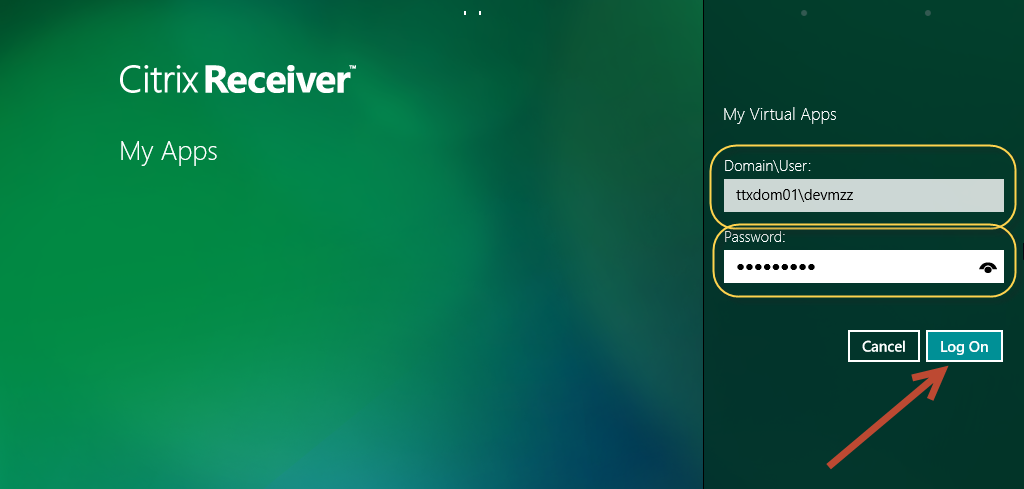 Citrix Receiver™
My Apps
My Virtual Apps
Domain\User:
ttxdom01\devmzz
Password:
•••••••••
Cancel
Log On